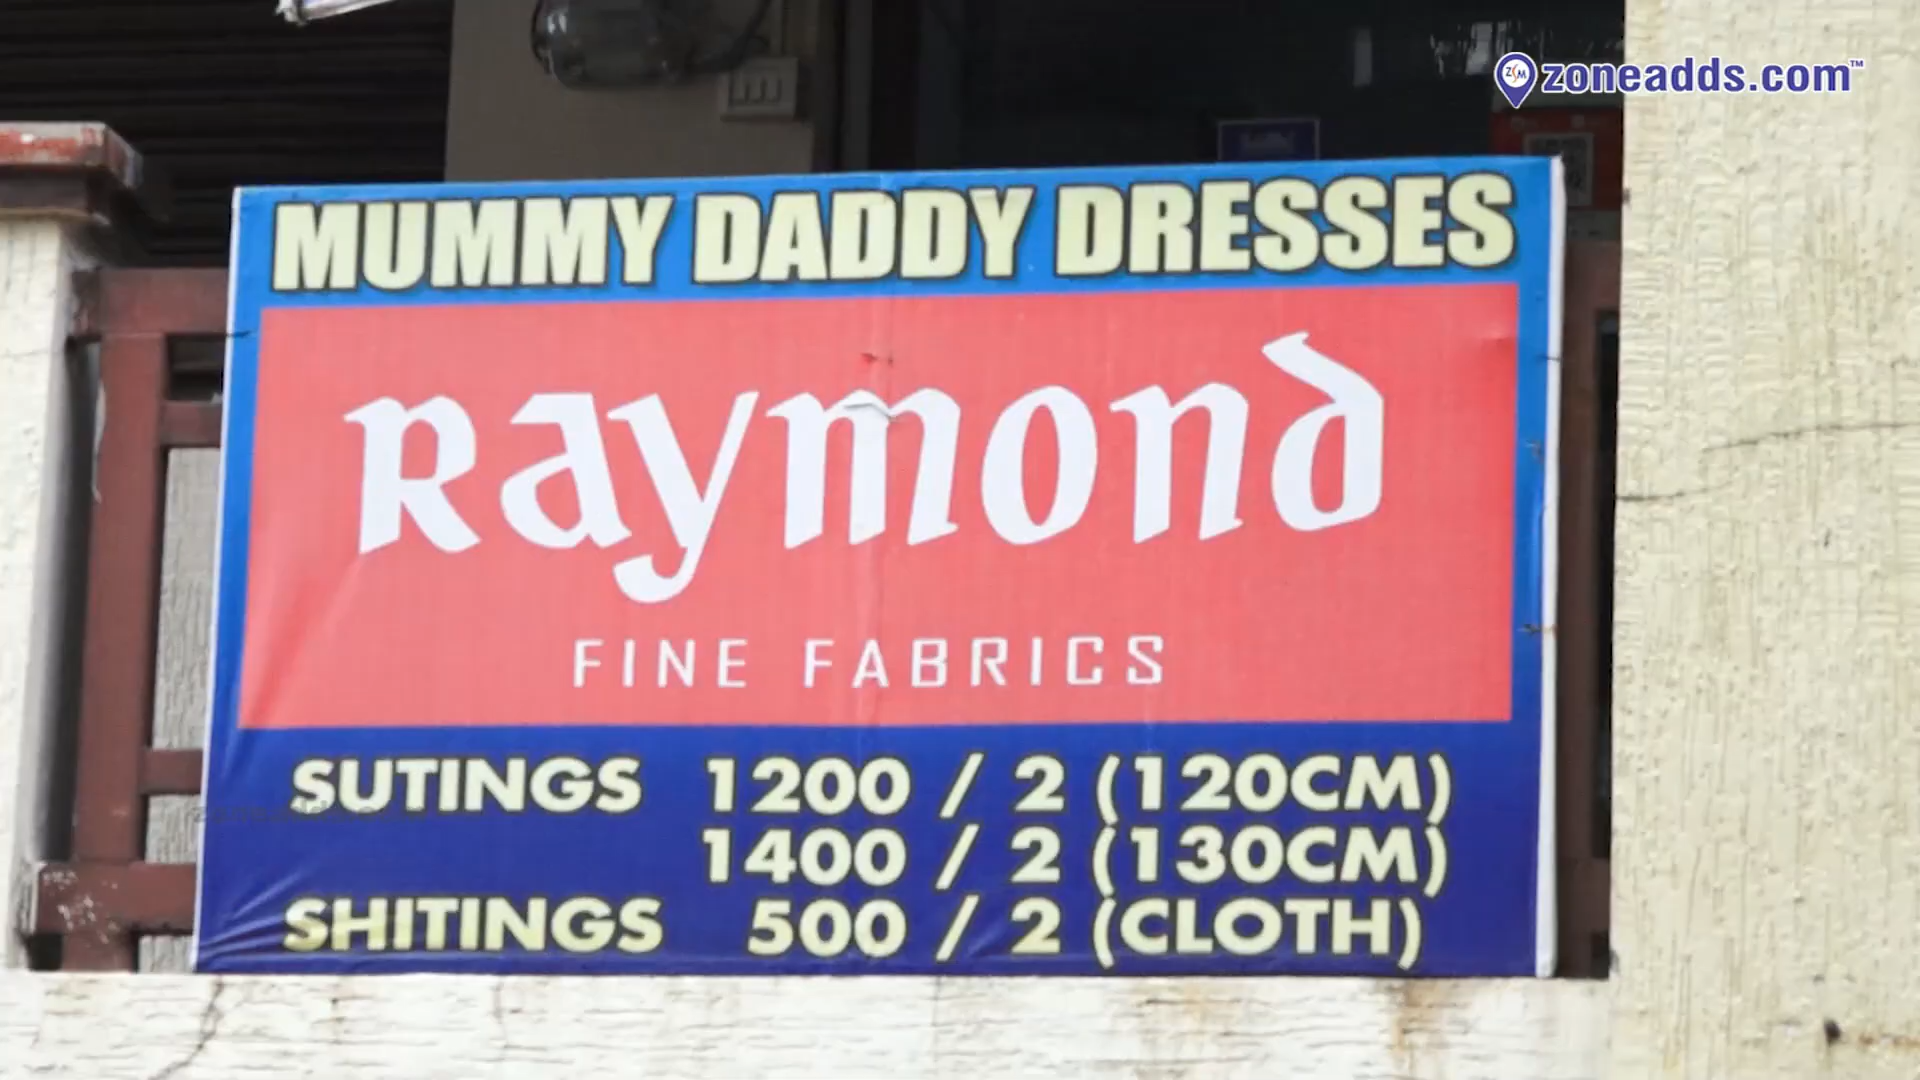 ZSM zoneadds.com™
MUMMY DADDY DRESSES
Raymond
FINE FABRICS
SUTINGS 1200 / 2 (120CM)
1400 / 2 (130CM)
SHITINGS 500 / 2 (CLOTH)